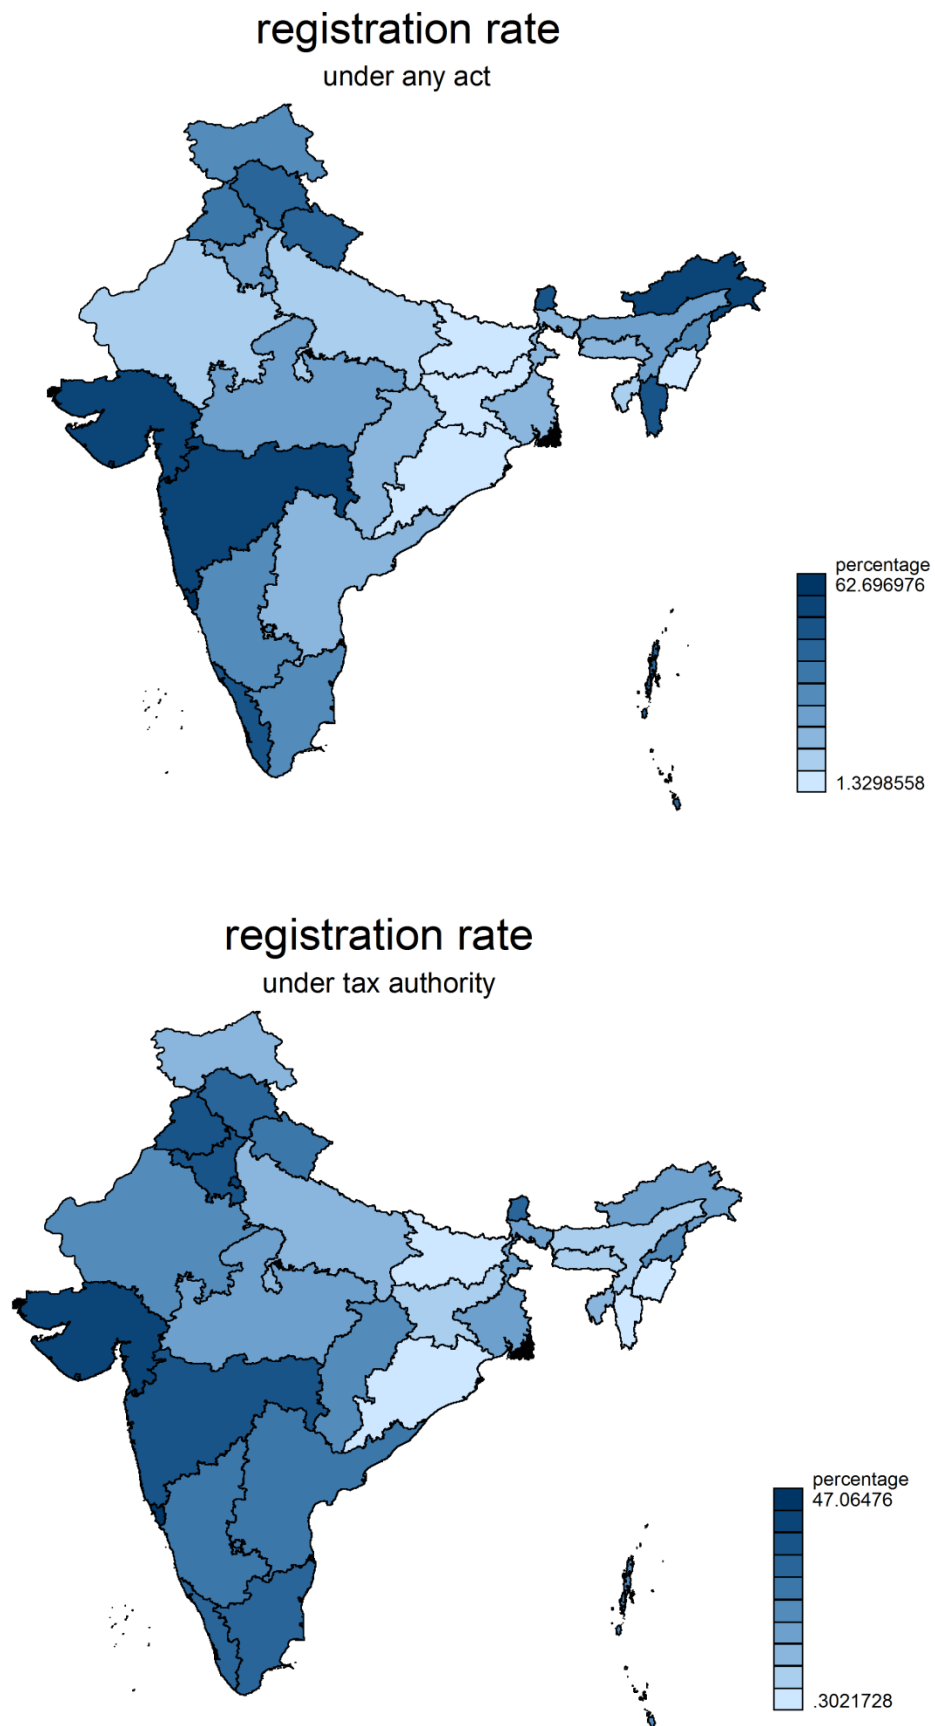 registration rate
under any act
percentage
62.696976
1.3298558
registration rate
under tax authority
percentage
47.06476
.3021728